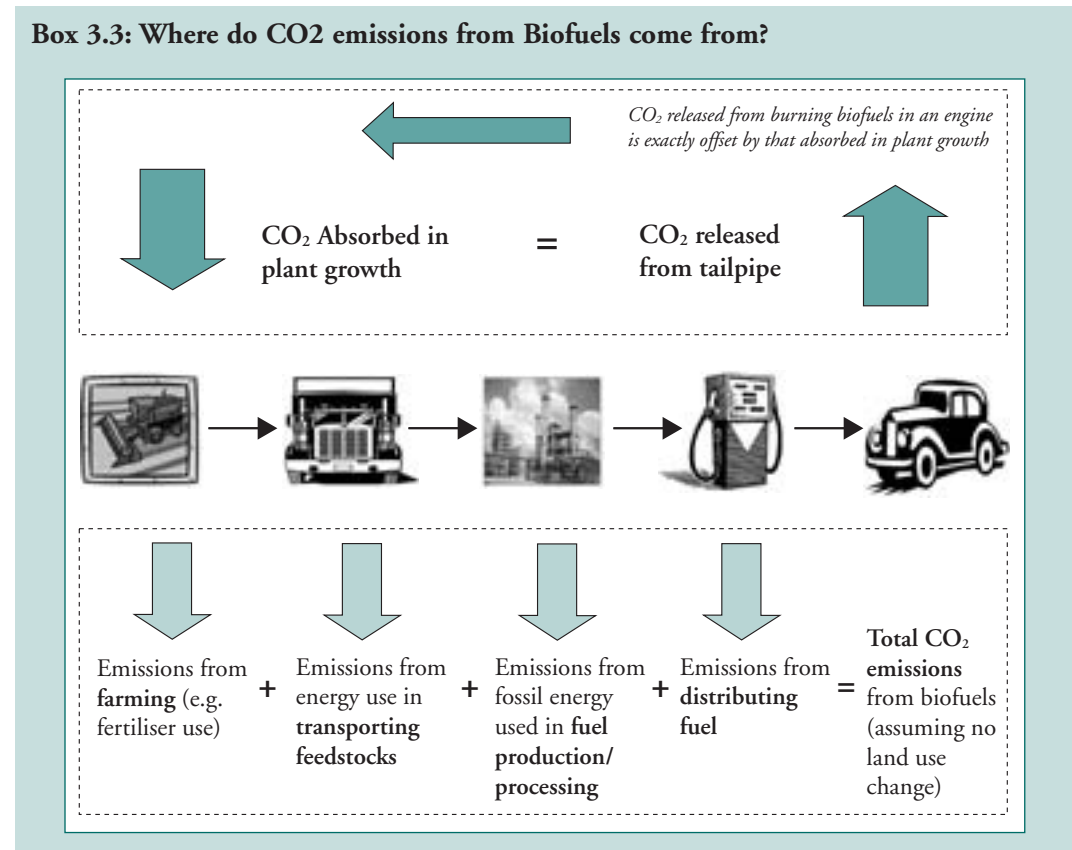 Box 3.3: Where do CO2 emissions from Biofuels come from?
CO₂ released from burning biofuels in an engine
is exactly offset by that absorbed in plant growth
CO₂ Absorbed in
plant growth
=
CO₂ released
from tailpipe
Emissions from
farming (e.g.
fertiliser use)
+
Emissions from
energy use in
transporting
feedstocks
+
Emissions from
fossil energy
used in fuel
production/
processing
+
Emissions from
distributing
fuel
=
Total CO₂
emissions
from biofuels
(assuming no
land use
change)